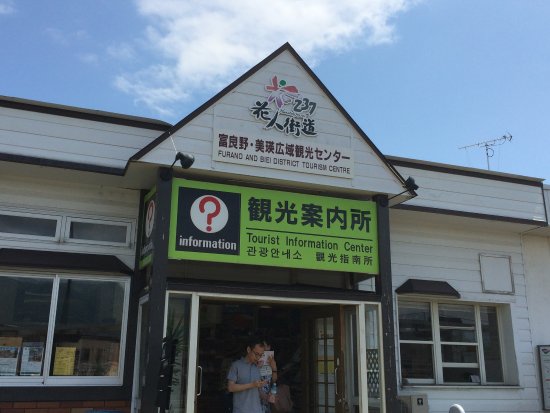 237
花人街道
富良野・美瑛広域観光センター
FURANO AND BIEI DISTRICT TOURISM CENTRE
?
information
観光案内所
Tourist Information Center
관광안내소 観光指南所